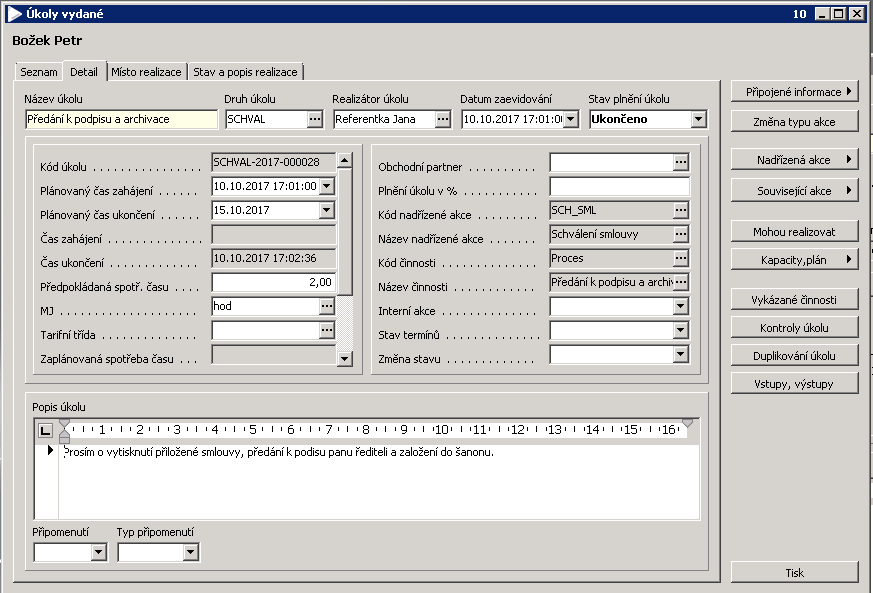 Úkoly vydané 10
Božek Petr
Seznam Detail Místo realizace Stav a popis realizace
Název úkolu Druh úkolu Realizátor úkolu Datum zaevidování Stav plnění úkolu
Předání k podpisu a archivace SCHVAL Referentka Jana 10.10.2017 17:01:0 Ukončeno
Kód úkolu SCHVAL-2017-000028
Plánovaný čas zahájení 10.10.2017 17:01:00
Plánovaný čas ukončení 15.10.2017
Čas zahájení
Čas ukončení 10.10.2017 17:02:36
Předpokládaná spotř. času 2,00
MJ hod
Tarifní třída
Zaplánovaná spotřeba času
Obchodní partner
Plnění úkolu v %
Kód nadřízené akce SCH_SML
Název nadřízené akce Schválení smlouvy
Kód činnosti Proces
Název činnosti Předání k podpisu a archiv
Interní akce
Stav termínů
Změna stavu
Popis úkolu
1 2 3 4 5 6 7 8 9 10 11 12 13 14 15 16
Prosím o vytisknutí přiložené smlouvy, předání k podisu panu řediteli a založení do šanonu.
Připomenutí Typ připomenutí
Připojené informace
Změna typu akce
Nadřízená akce
Související akce
Mohou realizovat
Kapacity,plán
Vykázané činnosti
Kontroly úkolu
Duplikování úkolu
Vstupy, výstupy
Tisk